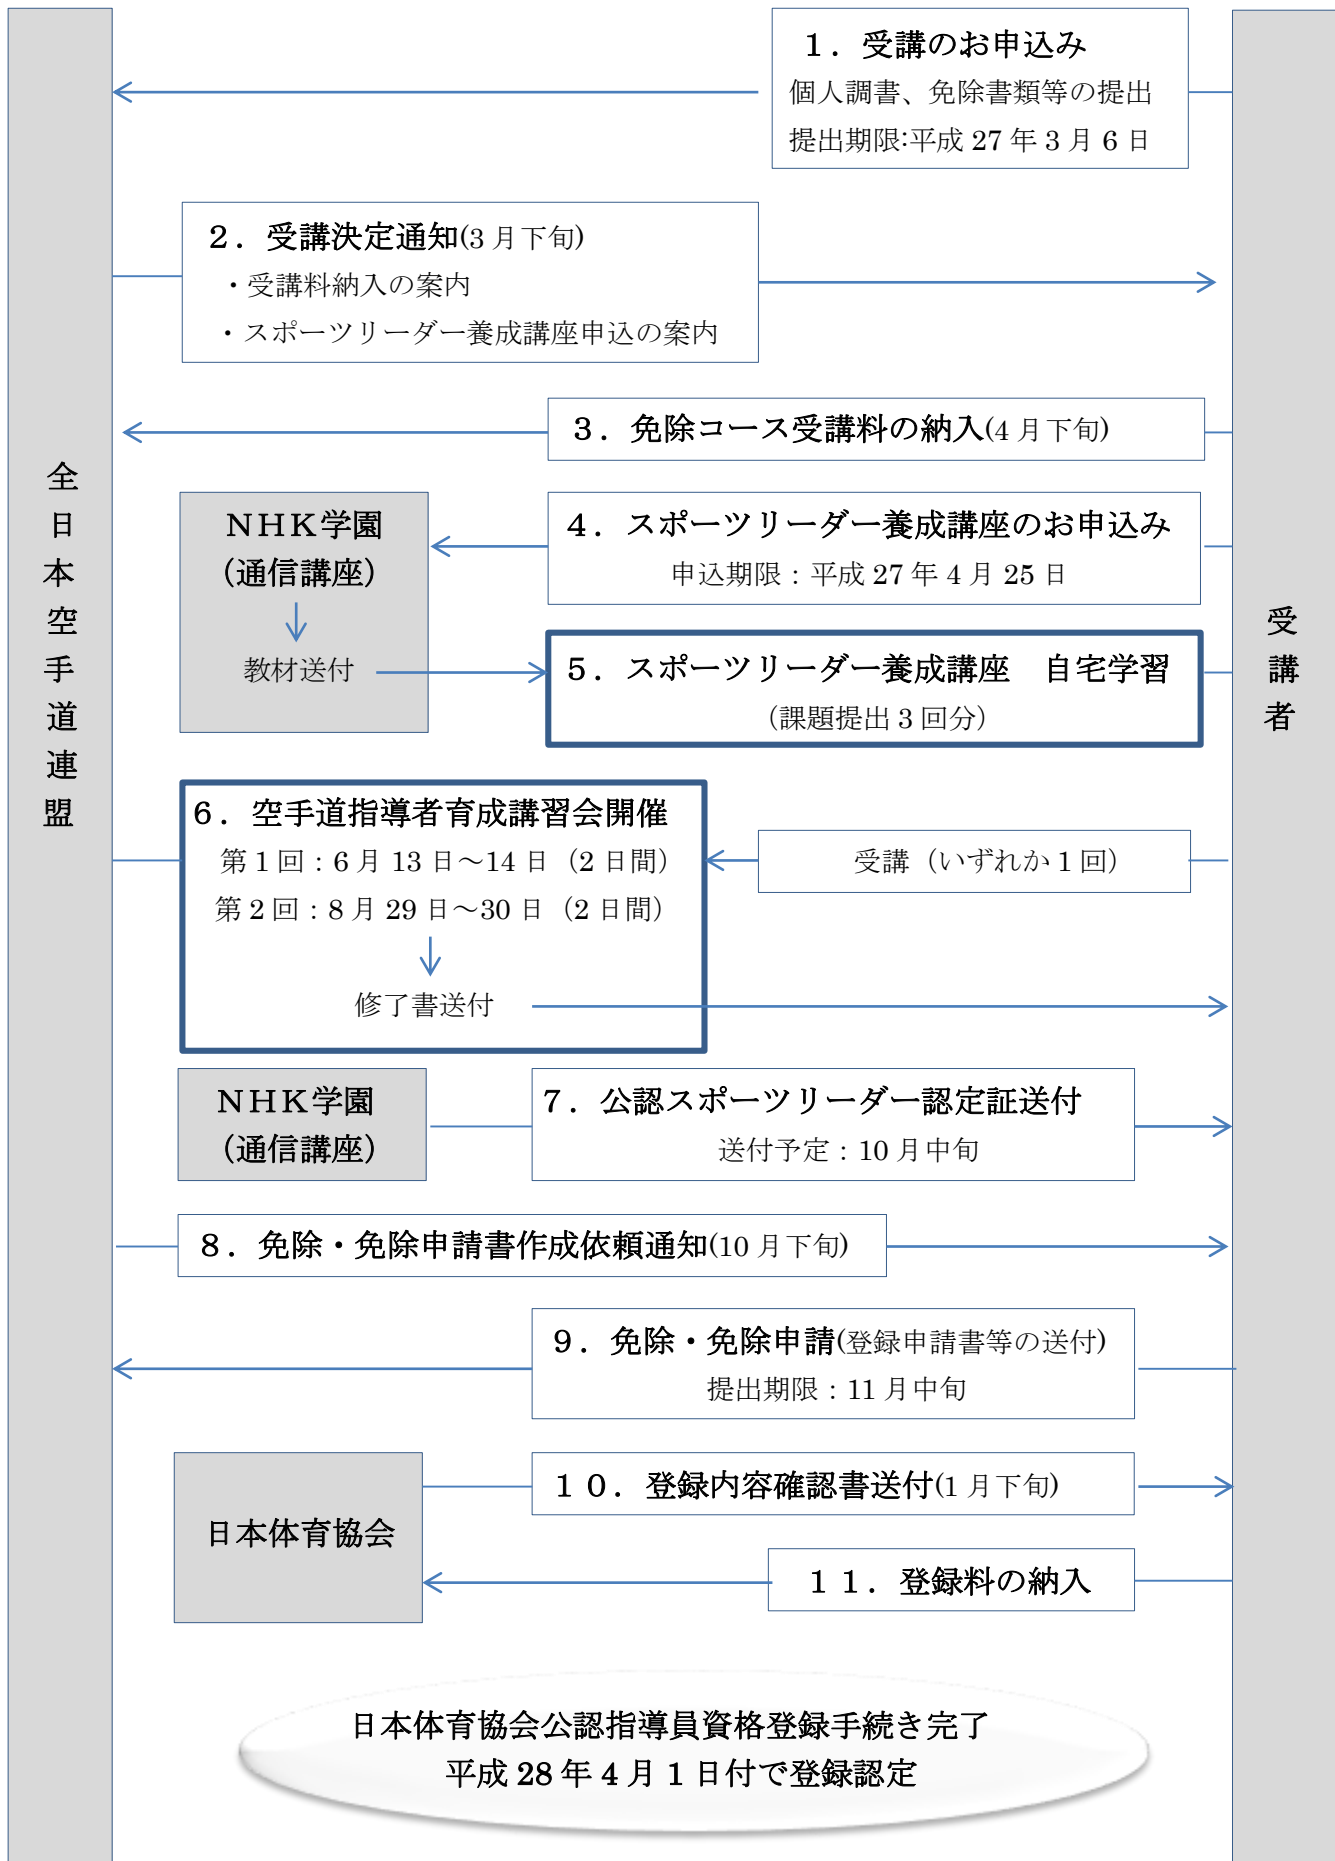 １．受講のお申込み
個人調書、免除書類等の提出
提出期限:平成 27 年 3 月 6 日
２．受講決定通知(3 月下旬)
・受講料納入の案内
・スポーツリーダー養成講座申込の案内
３．免除コース受講料の納入(4 月下旬)
全日本空手道連盟
ＮＨＫ学園
（通信講座）
教材送付
４．スポーツリーダー養成講座のお申込み
申込期限：平成 27 年 4 月 25 日
５．スポーツリーダー養成講座　自宅学習
（課題提出 3 回分）
受講者
６．空手道指導者育成講習会開催
第 1 回：6 月 13 日～14 日（2 日間）
第 2 回：8 月 29 日～30 日（2 日間）
修了書送付
受講（いずれか 1 回）
ＮＨＫ学園
（通信講座）
７．公認スポーツリーダー認定証送付
送付予定：10 月中旬
８．免除・免除申請書作成依頼通知(10 月下旬)
９．免除・免除申請(登録申請書等の送付)
提出期限：11 月中旬
日本体育協会
１０．登録内容確認書送付(1 月下旬)
１１．登録料の納入
日本体育協会公認指導員資格登録手続き完了
平成 28 年 4 月 1 日付で登録認定